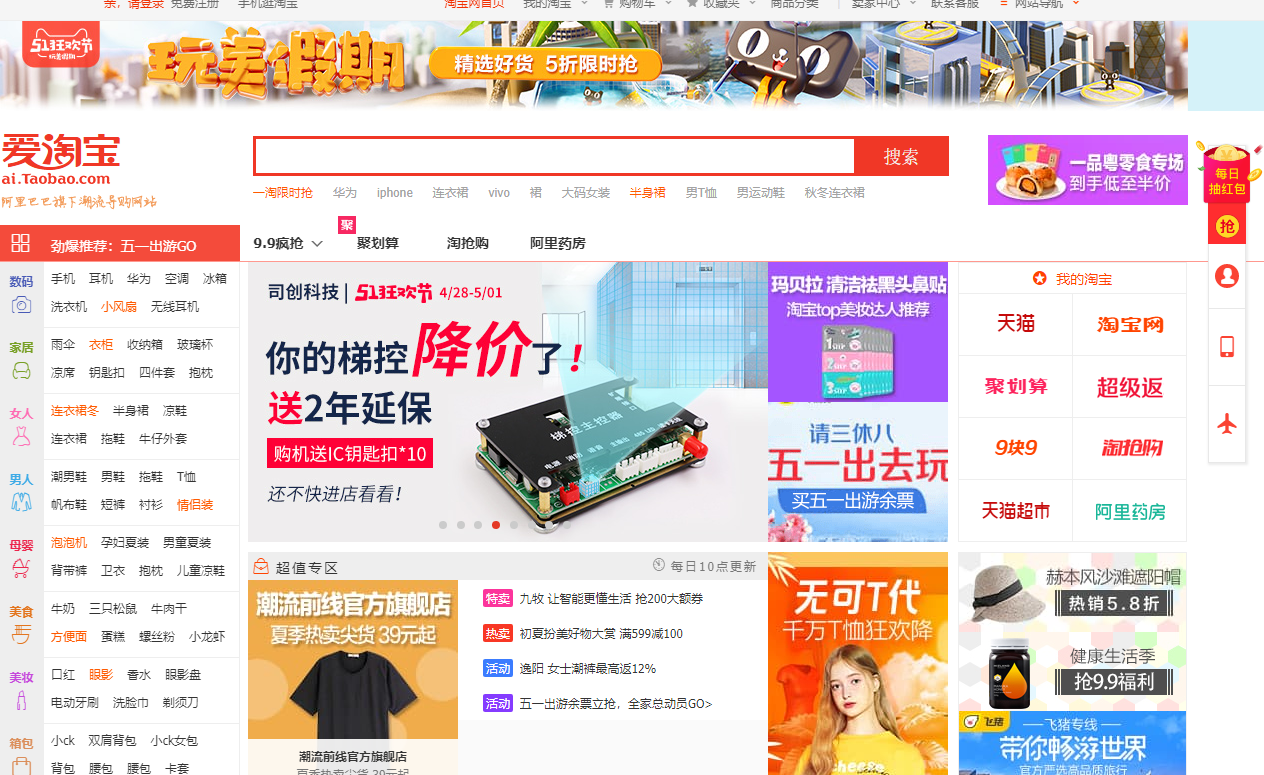 亲，请登录 免费注册 手机逛淘宝 淘宝网首页 我的淘宝 购物车 收藏夹 商品分类 卖家中心 联系客服 网站导航
51狂欢节
玩美假期
精选好货 5折限时抢
爱淘宝
ai.Taobao.com
阿里巴巴旗下潮流导购网站
搜索
一淘限时抢 华为 iphone 连衣裙 vivo 裙 大码女装 半身裙 男T恤 男运动鞋 秋冬连衣裙
一品粤零食专场
到手低至半价
每日
抽红包
抢
劲爆推荐：五一出游GO
9.9疯抢 聚 聚划算 淘抢购 阿里药房
数码
手机 耳机 华为 空调 冰箱
洗衣机 小风扇 无线耳机
家居
雨伞 衣柜 收纳箱 玻璃杯
凉席 钥匙扣 四件套 抱枕
女人
连衣裙冬 半身裙 凉鞋
连衣裙 拖鞋 牛仔外套
男人
潮男鞋 男鞋 拖鞋 T恤
帆布鞋 短裤 衬衫 情侣装
母婴
泡泡机 孕妇夏装 男童夏装
背带裤 卫衣 抱枕 儿童凉鞋
美食
牛奶 三只松鼠 牛肉干
方便面 蛋糕 螺丝粉 小龙虾
美妆
口红 眼影 香水 眼影盘
电动牙刷 洗脸巾 剃须刀
箱包
小ck 双肩背包 小ck女包
背包 腰包 腰包 卡套
司创科技 | 51狂欢节 4/28-5/01
你的梯控降价了！
送2年延保
购机送IC钥匙扣*10
还不快进店看看！
梯控主控器
玛贝拉 清洁祛黑头鼻贴
淘宝top美妆达人推荐
1 STEP
2 STEP
3 STEP
请三休八
五一出去玩
买五一出游余票
我的淘宝
天猫 淘宝网
聚划算 超级返
9块9 淘抢购
天猫超市 阿里药房
超值专区 每日10点更新
潮流前线官方旗舰店
夏季热卖尖货 39元起
潮流前线官方旗舰店
夏季热卖尖货 39元起
特卖 九牧 让智能更懂生活 抢200大额券
热卖 初夏扮美好物大赏 满599减100
活动 逸阳 女士潮裤最高返12%
活动 五一出游余票立抢，全家总动员GO>
无可T代
千万T恤狂欢降
cheese
赫本风沙滩遮阳帽
热销5.8折
健康生活季
抢9.9福利
飞猪
飞猪专线
带你畅游世界
官方严选高品质旅行